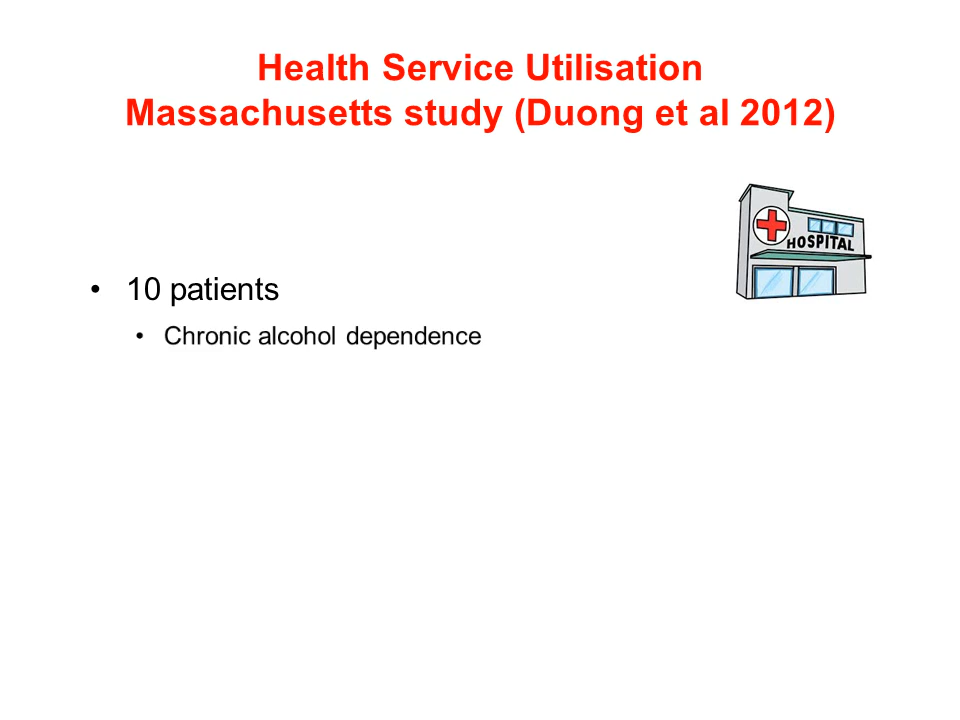 Health Service Utilisation
Massachusetts study (Duong et al 2012)
HOSPITAL
• 10 patients
• Chronic alcohol dependence